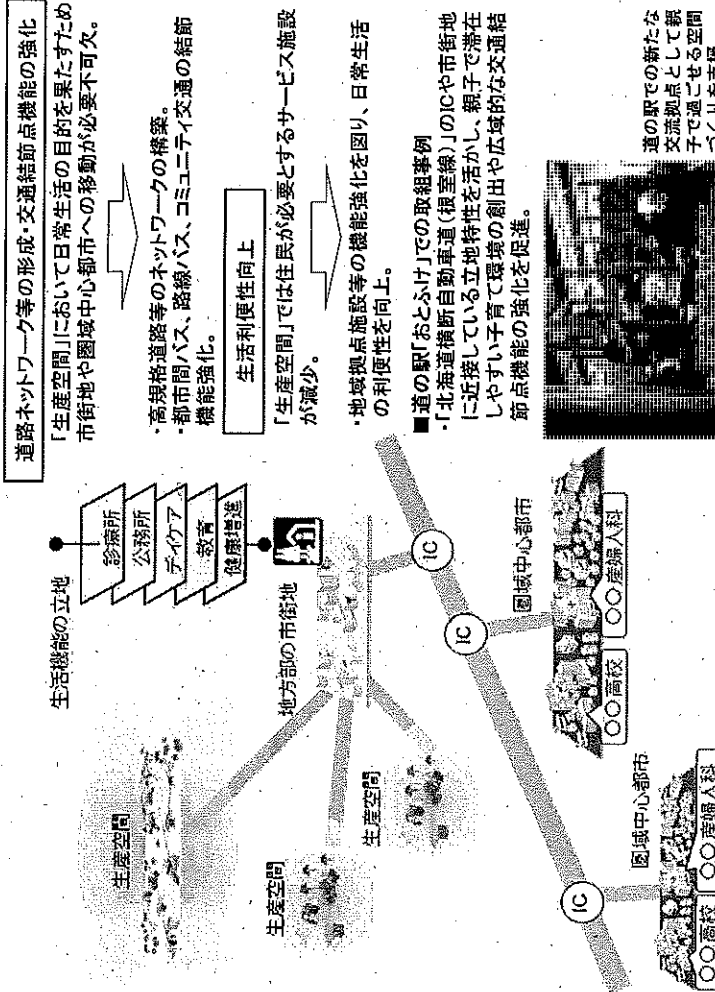 道路ネットワーク等の形成・交通結節点機能の強化
「生産空間」において日常生活の目的を果たすため
市街地や圏域中心都市への移動が必要不可欠。
・高規格道路等のネットワークの構築。
・都市間バス、路線バス、コミュニティ交通の結節
機能強化。
生活利便性向上
「生産空間」では住民が必要とするサービス施設
が減少。
・地域拠点施設等の機能強化を図り、日常生活
の利便性を向上。
■道の駅「おとふけ」での取組事例
・「北海道横断自動車道(根室線)」のICや市街地
に近接している立地特性を活かし、親子で滞在
しやすい子育て環境の創出や広域的な交通結
節点機能の強化を促進。
道の駅での新たな
交流拠点として親
子で過ごせる空間
づくりを支援
生活機能の立地
診療所
公務所
デイケア
教育
健康増進
地方部の市街地
生産空間
生産空間
生産空間
IC
IC
IC
圏域中心都市
○○高校
○○産婦人科
圏域中心都市
○○高校
○○産婦人科